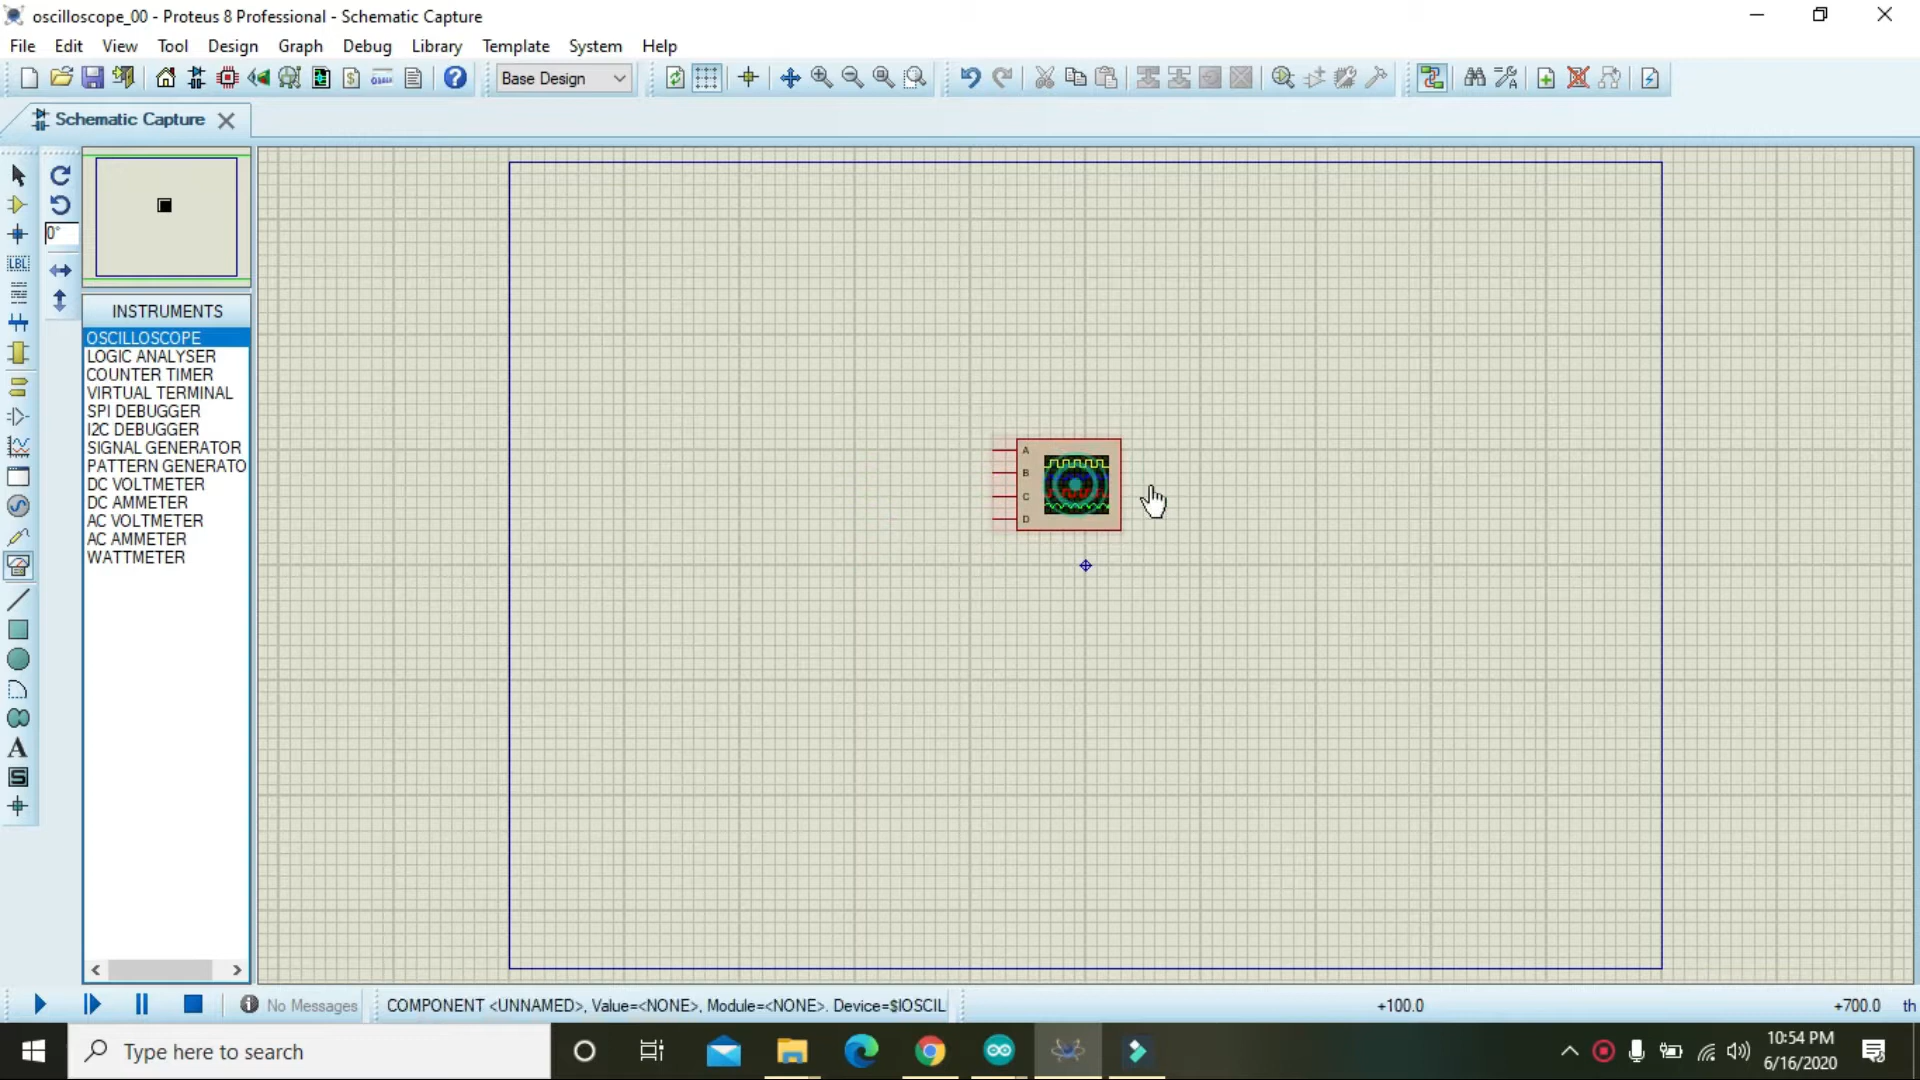 oscilloscope_00 - Proteus 8 Professional - Schematic Capture
File Edit View Tool Design Graph Debug Library Template System Help
Base Design
Schematic Capture
LBL
0°
INSTRUMENTS
OSCILLOSCOPE
LOGIC ANALYSER
COUNTER TIMER
VIRTUAL TERMINAL
SPI DEBUGGER
I2C DEBUGGER
SIGNAL GENERATOR
PATTERN GENERATO
DC VOLTMETER
DC AMMETER
AC VOLTMETER
AC AMMETER
WATTMETER
A
B
C
D
A
S
No Messages
COMPONENT <UNNAMED>, Value=<NONE>, Module=<NONE>. Device=$IOSCIL
+100.0
+700.0
th
Type here to search
10:54 PM
6/16/2020